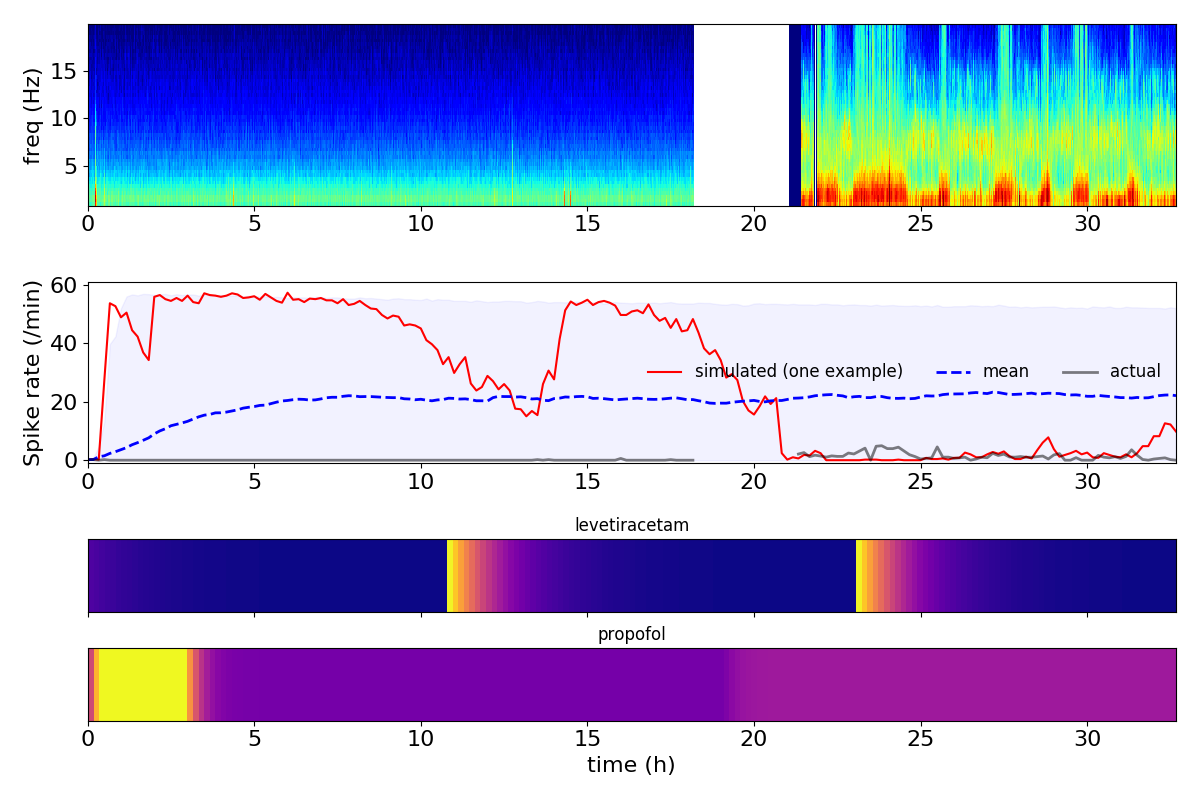 freq (Hz)
15
10
5
0 5 10 15 20 25 30
Spike rate (/min)
60
40
20
0
simulated (one example) mean actual
0 5 10 15 20 25 30
levetiracetam
propofol
0 5 10 15 20 25 30
time (h)